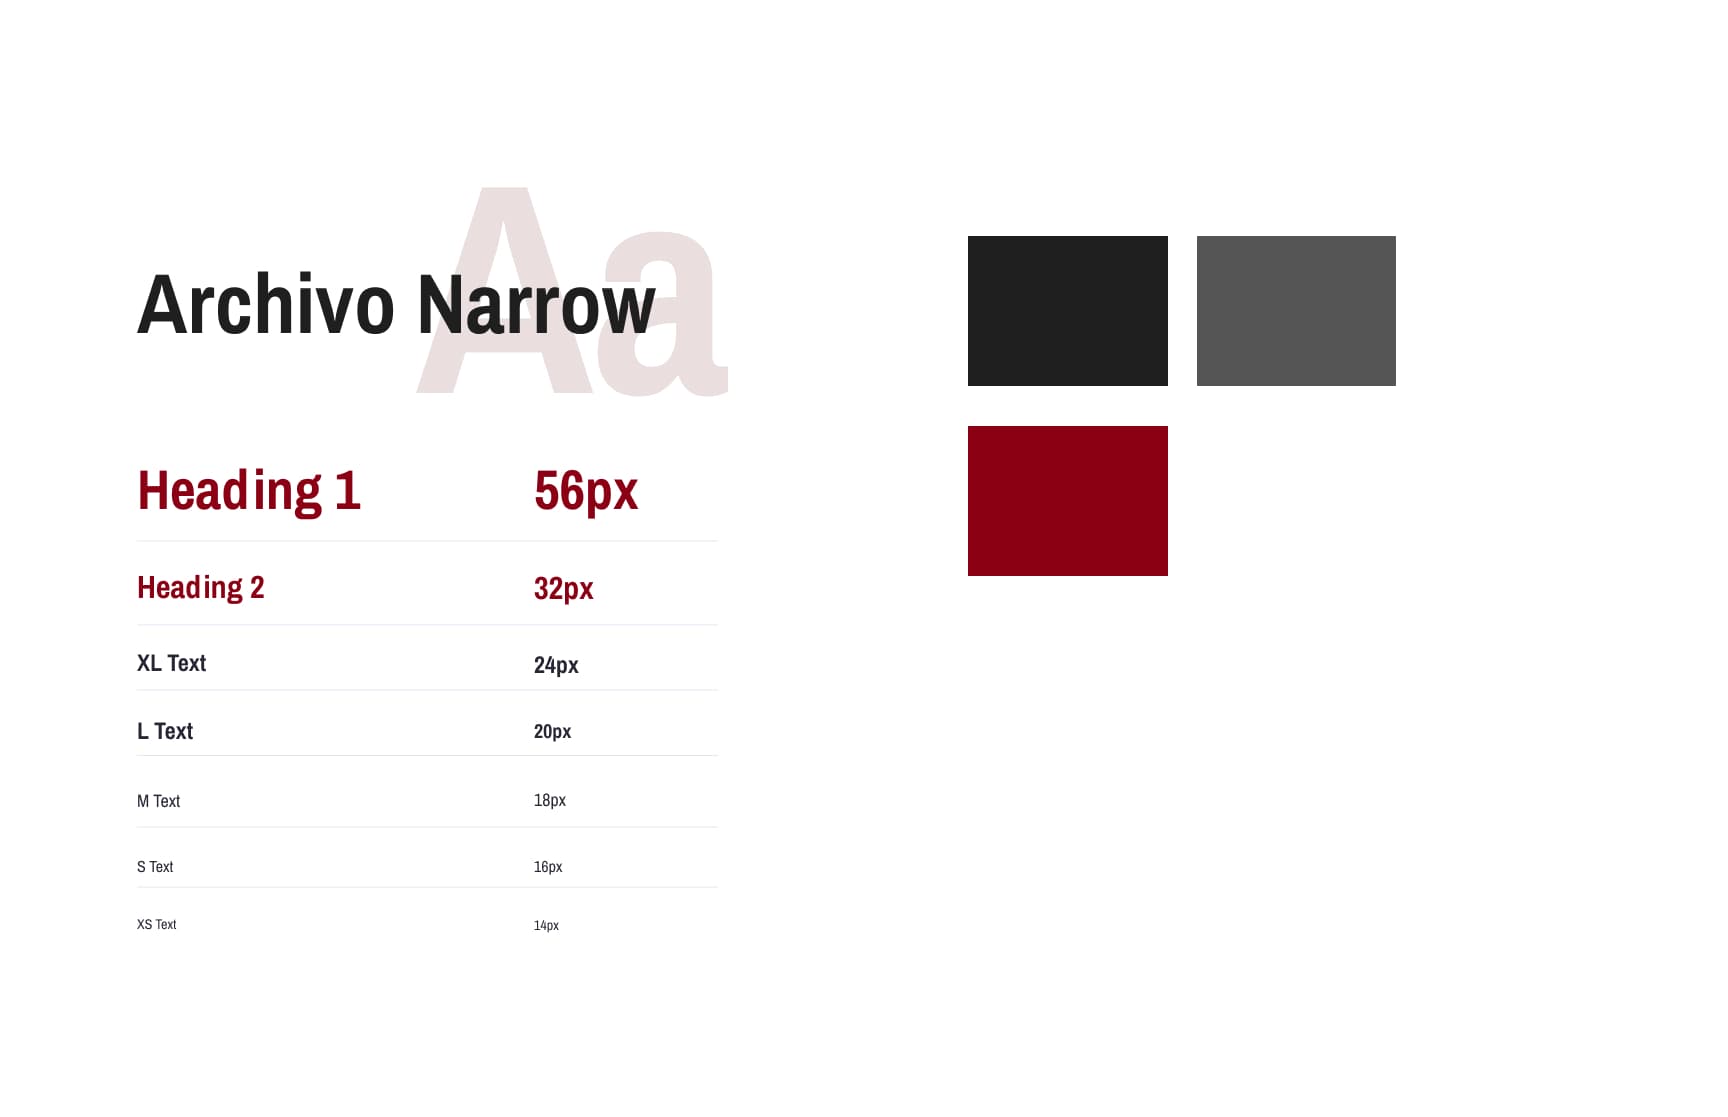 Aa
Archivo Narrow
Heading 1 56px
Heading 2 32px
XL Text 24px
L Text 20px
M Text 18px
S Text 16px
XS Text 14px